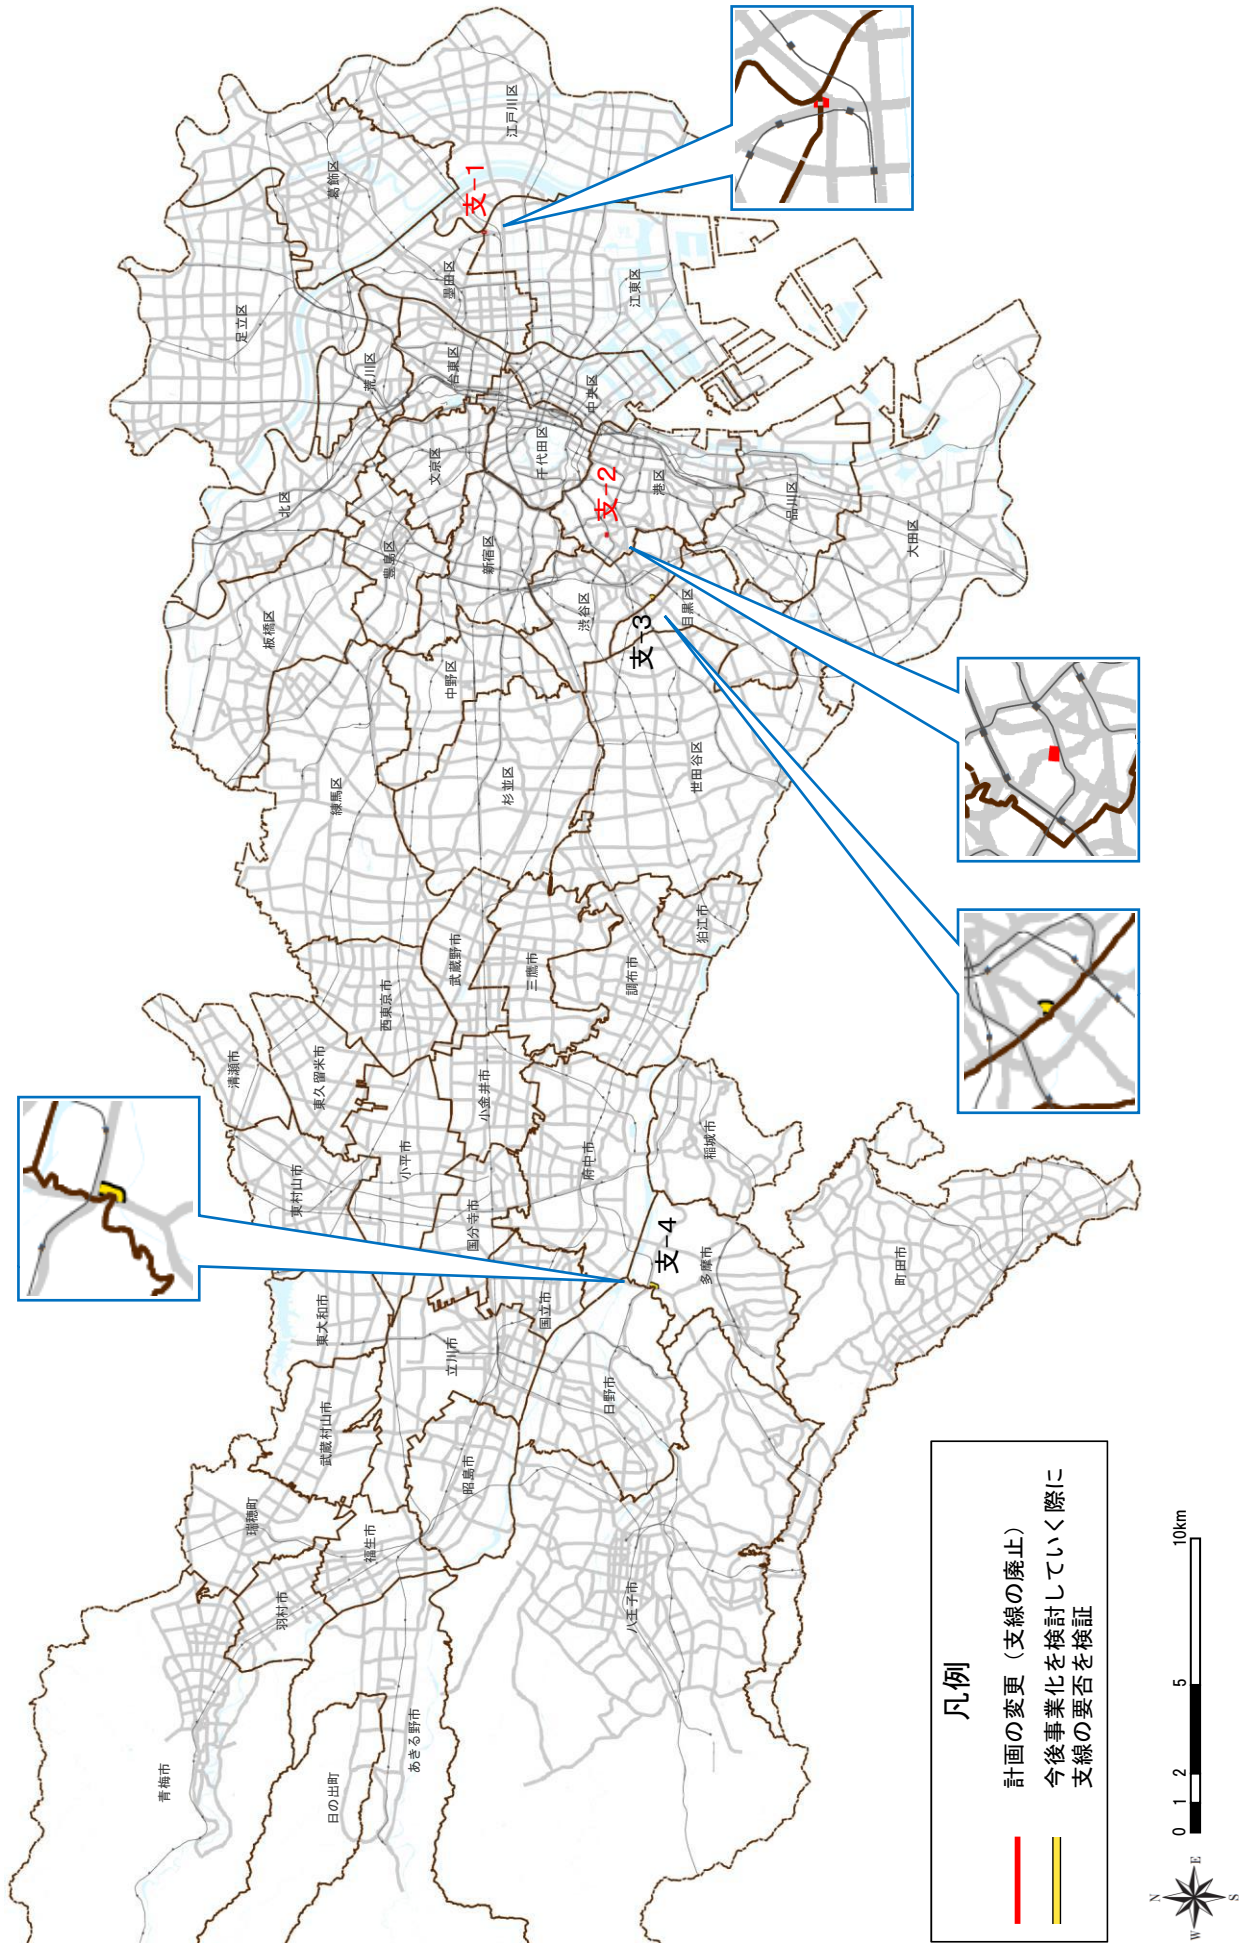 江戸川区
葛飾区
支-1
墨田区
足立区
江東区
荒川区
台東区
中央区
千代田区
文京区
北区
支-2
港区
品川区
大田区
豊島区
新宿区
渋谷区
目黒区
支-3
板橋区
中野区
練馬区
杉並区
世田谷区
武蔵野市
三鷹市
狛江市
調布市
西東京市
清瀬市
東久留米市
小金井市
小平市
府中市
稲城市
東村山市
国分寺市
支-4
多摩市
町田市
東大和市
国立市
立川市
日野市
武蔵村山市
昭島市
瑞穂町
福生市
羽村市
八王子市
青梅市
日の出町
あきる野市
凡例
計画の変更（支線の廃止）
今後事業化を検討していく際に
支線の要否を検証
0 1 2 5 10km
N
W E
S